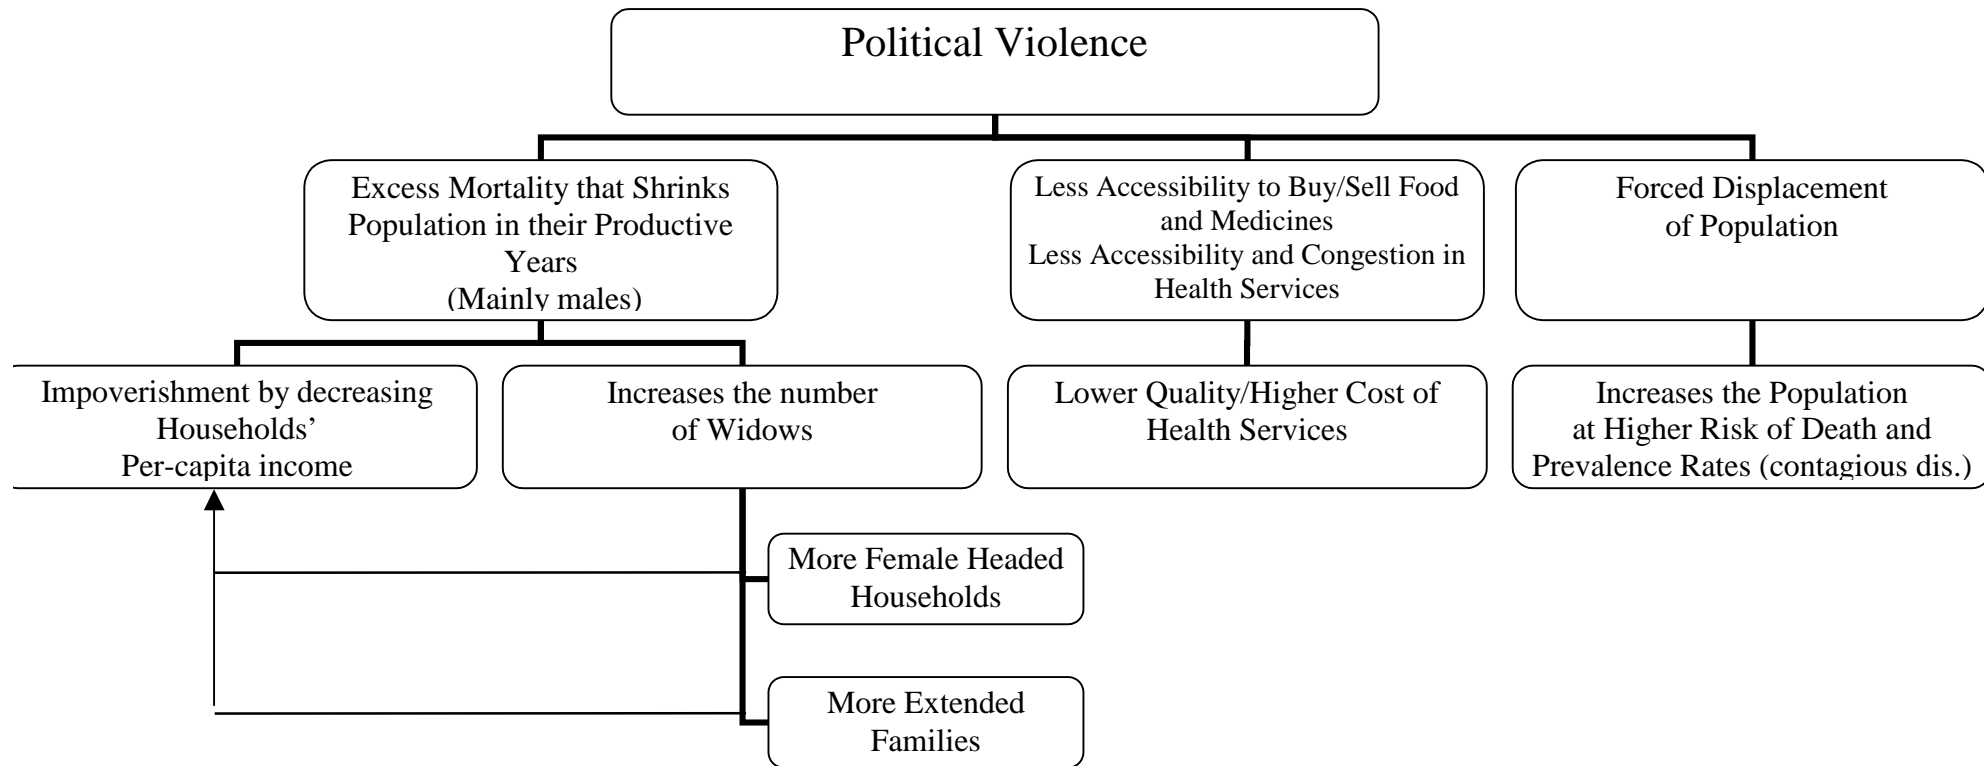 Political Violence
Excess Mortality that Shrinks
Population in their Productive
Years
(Mainly males)
Less Accessibility to Buy/Sell Food
and Medicines
Less Accessibility and Congestion in
Health Services
Forced Displacement
of Population
Impoverishment by decreasing
Households’
Per-capita income
Increases the number
of Widows
Lower Quality/Higher Cost of
Health Services
Increases the Population
at Higher Risk of Death and
Prevalence Rates (contagious dis.)
More Female Headed
Households
More Extended
Families